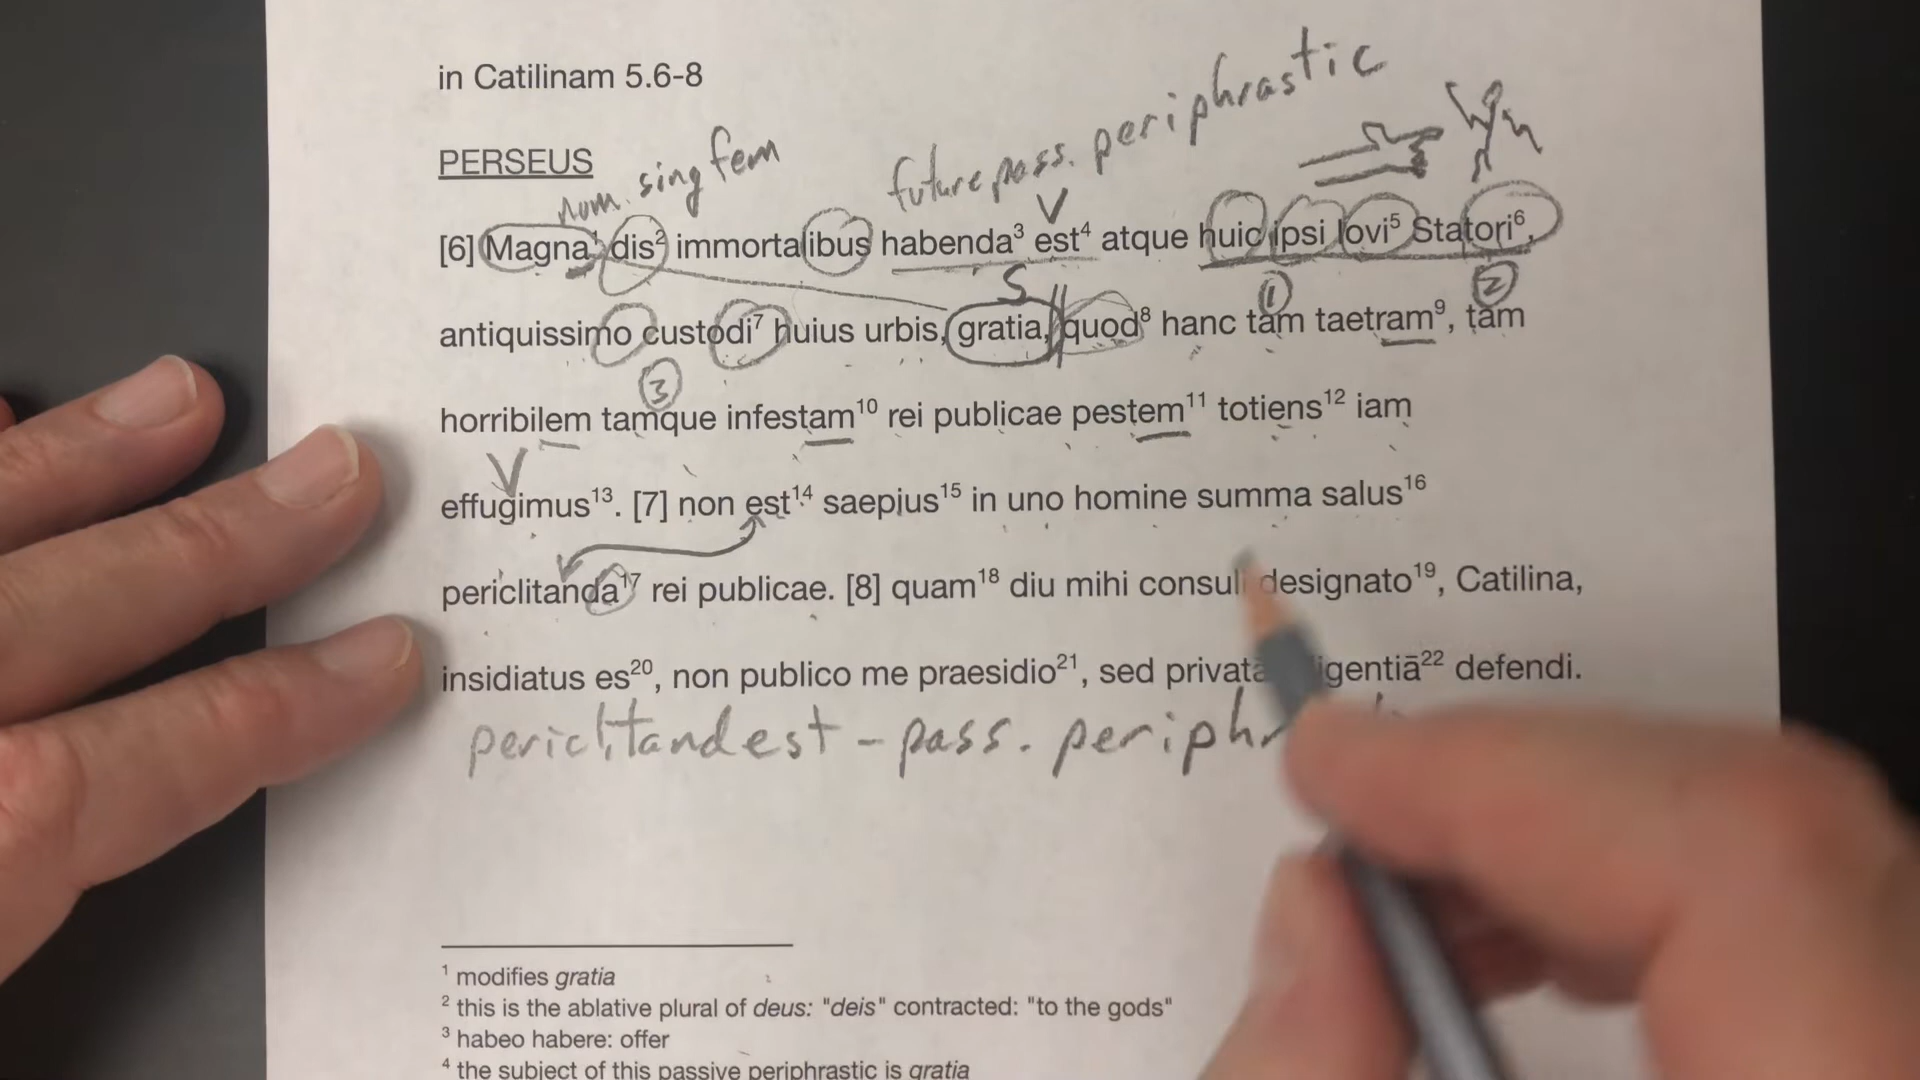 in Catilinam 5.6-8
future pass. periphrastic
PERSEUS
nom. sing fem
V
[6] Magna¹ dis² immortalibus habenda³ est⁴ atque huic ipsi Iovi⁵ Statori⁶,
S
1 2
antiquissimo custodi⁷ huius urbis, gratia, quod⁸ hanc tam taetram⁹, tam
3
horribilem tamque infestam¹⁰ rei publicae pestem¹¹ totiens¹² iam
V
effugimus¹³. [7] non est¹⁴ saepius¹⁵ in uno homine summa salus¹⁶
periclitanda¹⁷ rei publicae. [8] quam¹⁸ diu mihi consuli designato¹⁹, Catilina,
insidiatus es²⁰, non publico me praesidio²¹, sed igentiā²² defendi.
periclitandest - pass.
¹ modifies gratia
² this is the ablative plural of deus: "deis" contracted: "to the gods"
³ habeo habere: offer
⁴ the subject of this passive periphrastic is gratia